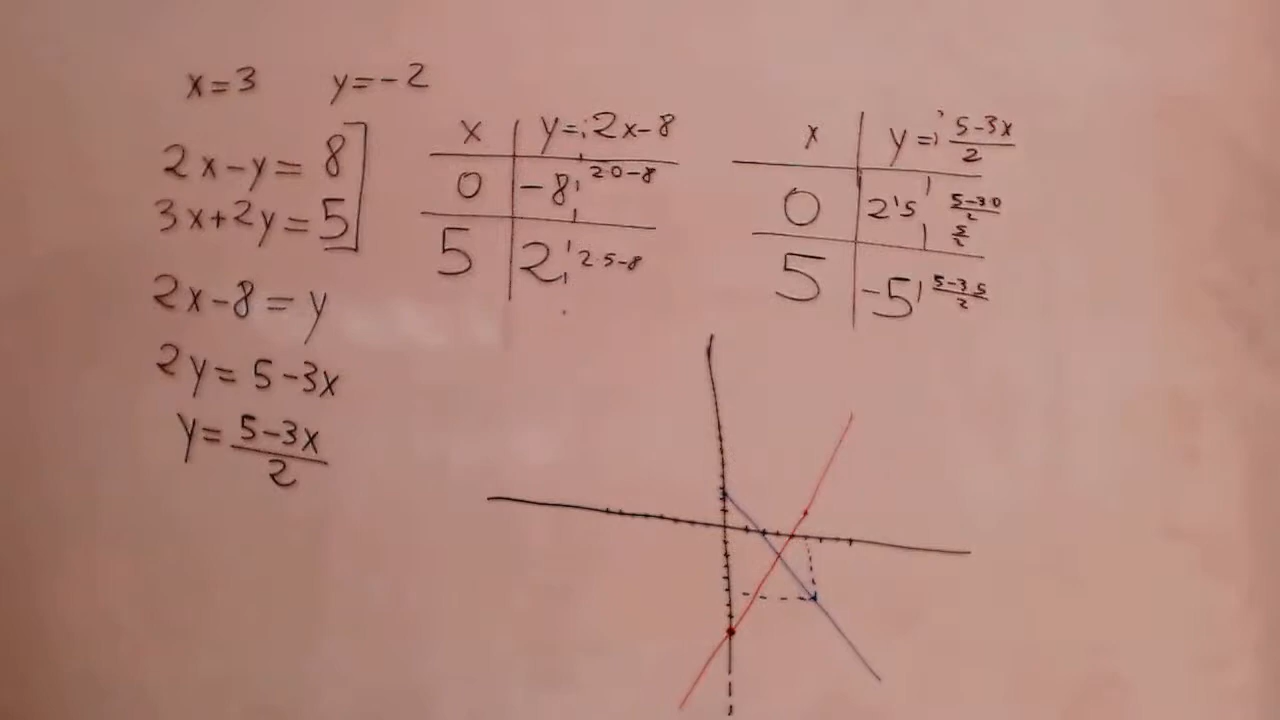 x=3 y=-2
2x-y=8
3x+2y=5
2x-8=y
2y=5-3x
y=5-3x/2
x y=2x-8
0 -8 2·0-8
5 2 2·5-8
x y=5-3x/2
0 2'5 5-3·0/2 5/2
5 -5 5-3·5/2